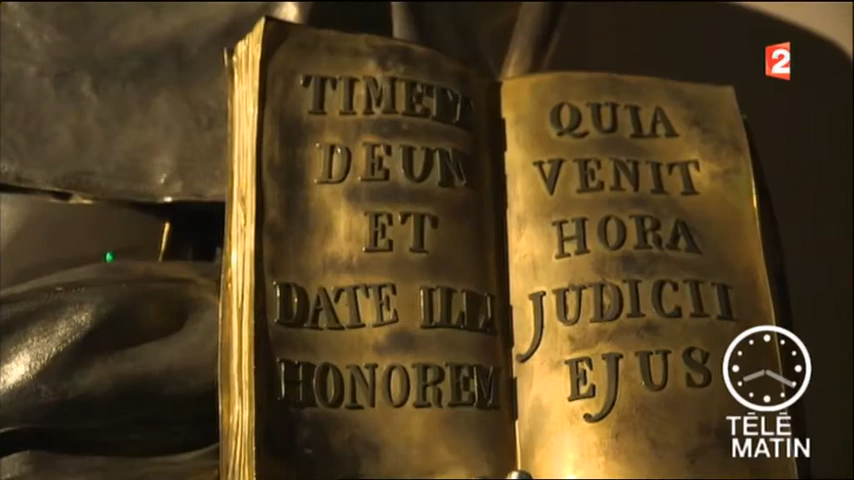 TIMETE
DEUM
ET
DATE ILLI
HONOREM
QUIA
VENIT
HORA
JUDICII
EJUS
2
TÉLÉ
MATIN